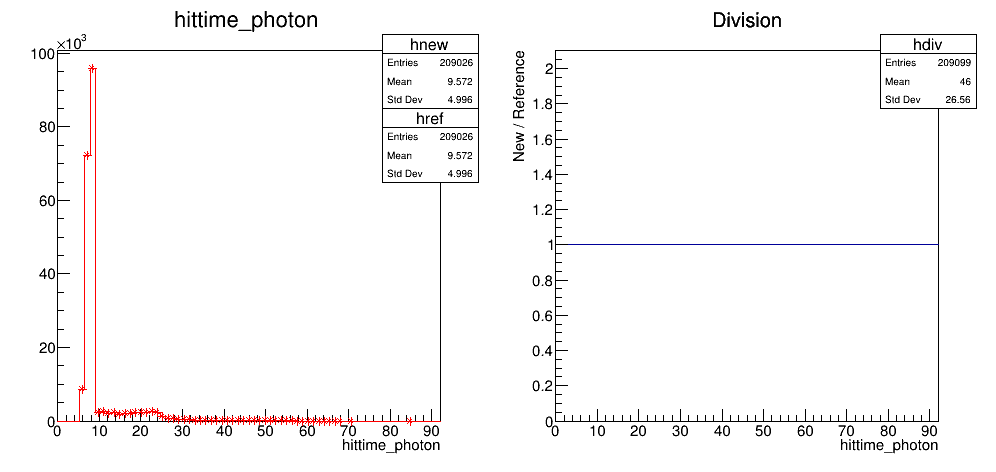 hittime_photon
×10³
hnew
Entries 209026
Mean 9.572
Std Dev 4.996
href
Entries 209026
Mean 9.572
Std Dev 4.996
100
80
60
40
20
0
0 10 20 30 40 50 60 70 80 90
hittime_photon
Division
hdiv
Entries 209099
Mean 46
Std Dev 26.56
New / Reference
2
1.8
1.6
1.4
1.2
1
0.8
0.6
0.4
0.2
0
0 10 20 30 40 50 60 70 80 90
hittime_photon